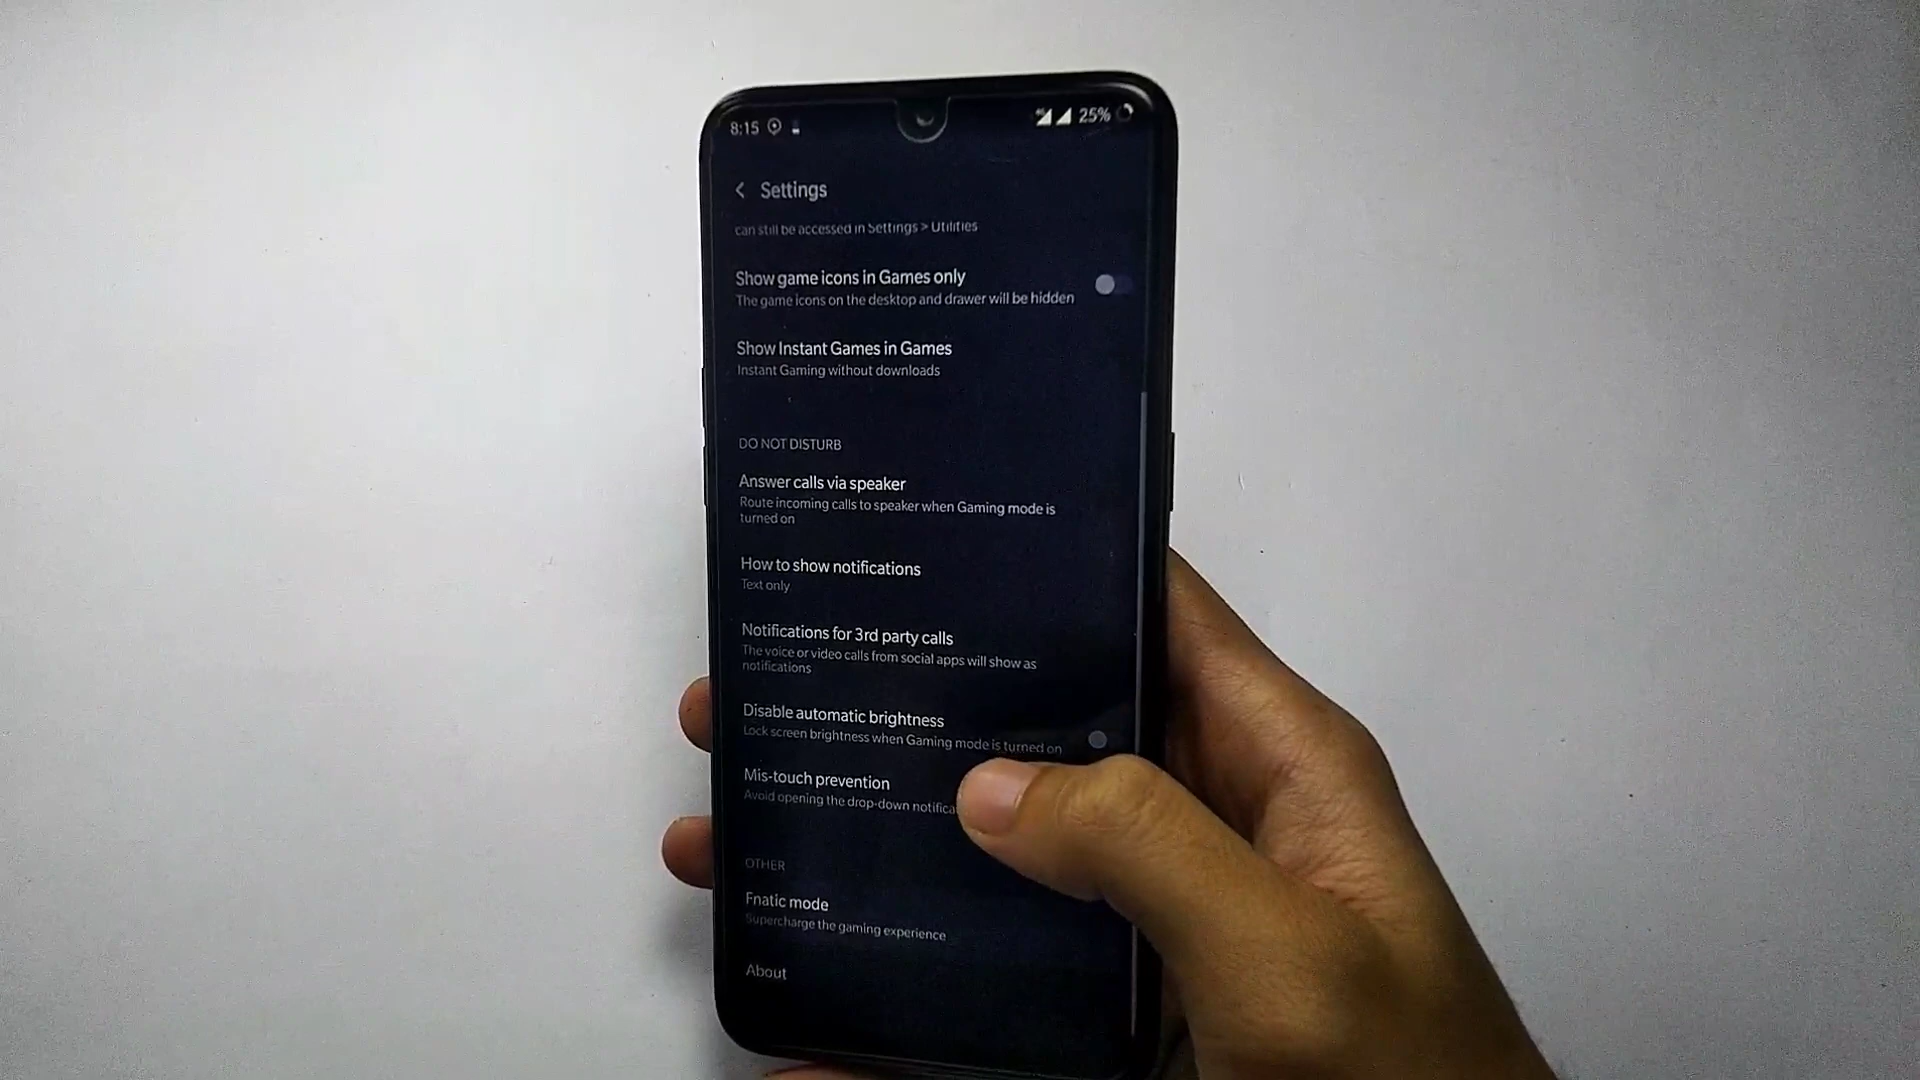 8:15
25%
Settings
can still be accessed in Settings > Utilities
Show game icons in Games only
The game icons on the desktop and drawer will be hidden
Show Instant Games in Games
Instant Gaming without downloads
DO NOT DISTURB
Answer calls via speaker
Route incoming calls to speaker when Gaming mode is
turned on
How to show notifications
Text only
Notifications for 3rd party calls
The voice or video calls from social apps will show as
notifications
Disable automatic brightness
Lock screen brightness when Gaming mode is turned on
Mis-touch prevention
Avoid opening the drop-down
OTHER
Fnatic mode
Supercharge the gaming experience
About